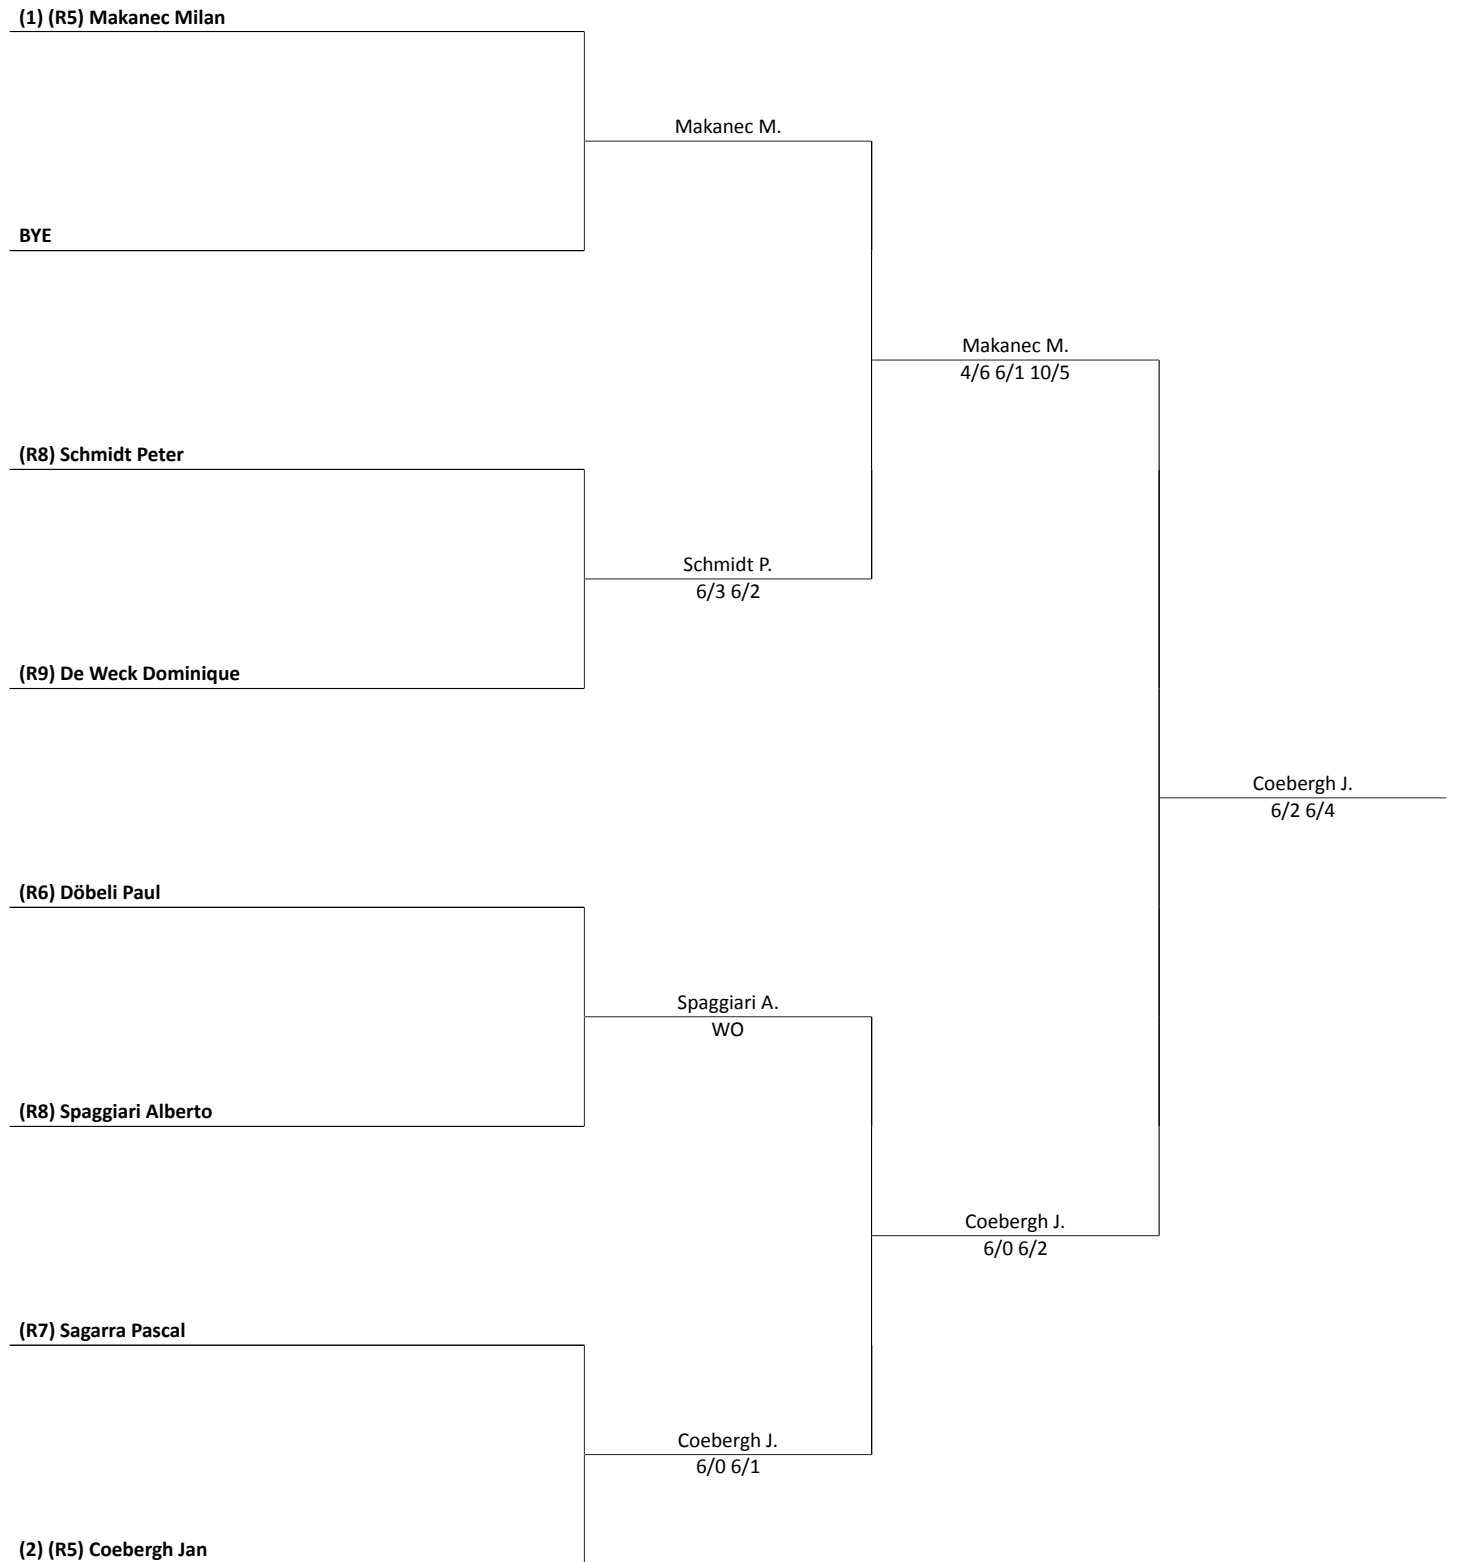 (1) (R5) Makanec Milan
Makanec M.
BYE
Makanec M.
4/6 6/1 10/5
(R8) Schmidt Peter
Schmidt P.
6/3 6/2
(R9) De Weck Dominique
Coebergh J.
6/2 6/4
(R6) Döbeli Paul
Spaggiari A.
WO
(R8) Spaggiari Alberto
Coebergh J.
6/0 6/2
(R7) Sagarra Pascal
Coebergh J.
6/0 6/1
(2) (R5) Coebergh Jan